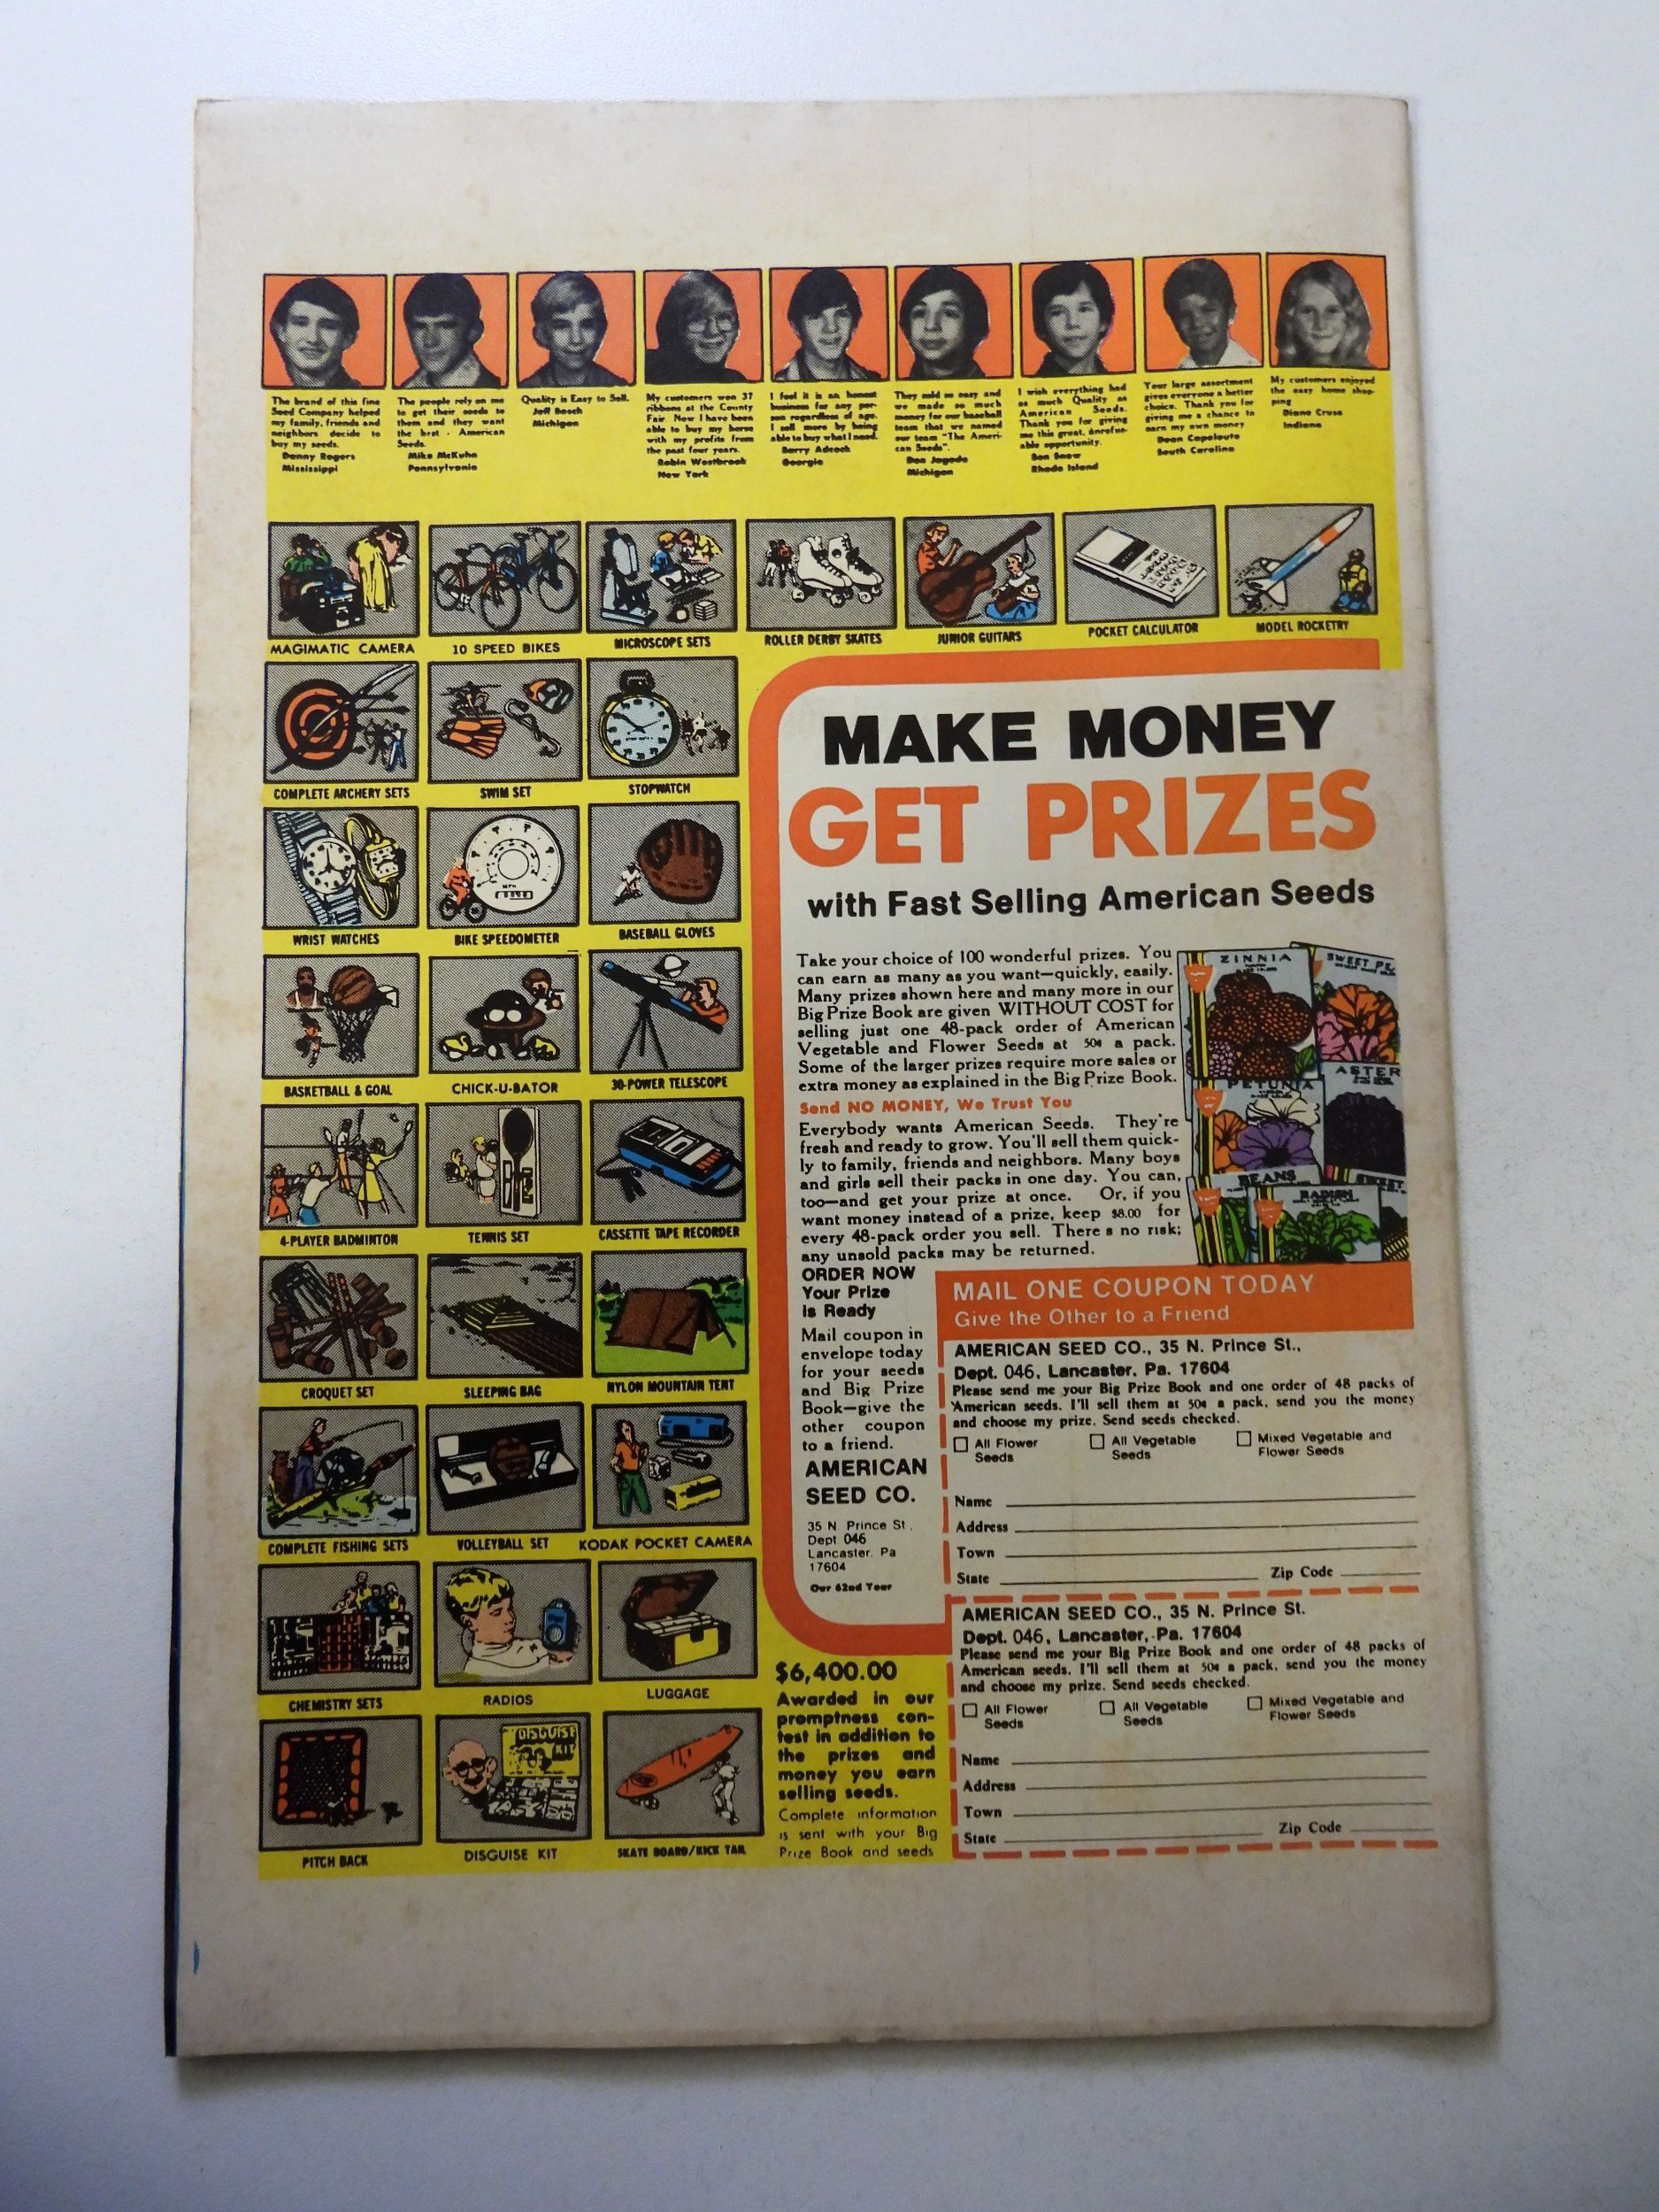 The brand of this fine
Seed Company helped
my family, friends and
neighbors decide to
buy my seeds.
Danny Rogers
Mississippi
The people rely on me
to get their seeds to
them and they want
the best - American
Seeds.
Mike McKuhn
Pennsylvania
Quality is Easy to Sell.
Jeff Bosch
Michigan
My customers won 37
ribbons at the County
Fair. Now I have been
able to buy my horse
with my profits from
the past four years.
Robin Westbrook
New York
I feel it is an honest
business for any per-
son regardless of age.
I sell more by being
able to buy what I need.
Barry Adcock
Georgia
They sold so easy and
we made so much
money for our baseball
team that we named
our team "The Ameri-
can Seeds".
Don Jagoda
Michigan
I wish everything had
as much Quality as
American Seeds.
Thank you for giving
me this great, unrefus-
able opportunity.
Ben Snow
Rhode Island
Your large assortment
gives everyone a better
choice. Thank you for
giving me a chance to
earn my own money
Dean Capolouto
South Carolina
My customers enjoyed
the easy home shop-
ping
Diane Cruse
Indiana
MAGIMATIC CAMERA
10 SPEED BIKES
MICROSCOPE SETS
ROLLER DERBY SKATES
JUNIOR GUITARS
POCKET CALCULATOR
MODEL ROCKETRY
COMPLETE ARCHERY SETS
SWIM SET
STOPWATCH
WRIST WATCHES
MPH
BIKE SPEEDOMETER
BASEBALL GLOVES
BASKETBALL & GOAL
CHICK-U-BATOR
30-POWER TELESCOPE
4-PLAYER BADMINTON
TENNIS SET
CASSETTE TAPE RECORDER
CROQUET SET
SLEEPING BAG
NYLON MOUNTAIN TENT
COMPLETE FISHING SETS
VOLLEYBALL SET
KODAK POCKET CAMERA
CHEMISTRY SETS
RADIOS
LUGGAGE
PITCH BACK
DISGUISE
KIT
DISGUISE KIT
SKATE BOARD/KICK TAIL
MAKE MONEY
GET PRIZES
with Fast Selling American Seeds
Take your choice of 100 wonderful prizes. You
can earn as many as you want—quickly, easily.
Many prizes shown here and many more in our
Big Prize Book are given WITHOUT COST for
selling just one 48-pack order of American
Vegetable and Flower Seeds at 50¢ a pack.
Some of the larger prizes require more sales or
extra money as explained in the Big Prize Book.
Send NO MONEY, We Trust You
Everybody wants American Seeds. They're
fresh and ready to grow. You'll sell them quick-
ly to family, friends and neighbors. Many boys
and girls sell their packs in one day. You can,
too—and get your prize at once. Or, if you
want money instead of a prize, keep $8.00 for
every 48-pack order you sell. There s no risk;
any unsold packs may be returned.
ZINNIA
SWEET PE
ASTER
PETUNIA
BEANS
SWEET
RADISH
ORDER NOW
Your Prize
is Ready
Mail coupon in
envelope today
for your seeds
and Big Prize
Book—give the
other coupon
to a friend.
AMERICAN
SEED CO.
35 N Prince St.,
Dept 046
Lancaster. Pa
17604
Our 62nd Year
MAIL ONE COUPON TODAY
Give the Other to a Friend
AMERICAN SEED CO., 35 N. Prince St.,
Dept. 046, Lancaster, Pa. 17604
Please send me your Big Prize Book and one order of 48 packs of
American seeds. I'll sell them at 50¢ a pack, send you the money
and choose my prize. Send seeds checked.
All Flower
Seeds
All Vegetable
Seeds
Mixed Vegetable and
Flower Seeds
Name
Address
Town
State Zip Code
AMERICAN SEED CO., 35 N. Prince St.
Dept. 046, Lancaster, Pa. 17604
Please send me your Big Prize Book and one order of 48 packs of
American seeds. I'll sell them at 50¢ a pack, send you the money
and choose my prize. Send seeds checked.
All Flower
Seeds
All Vegetable
Seeds
Mixed Vegetable and
Flower Seeds
Name
Address
Town
State Zip Code
$6,400.00
Awarded in our
promptness con-
test in addition to
the prizes and
money you earn
selling seeds.
Complete information
is sent with your Big
Prize Book and seeds